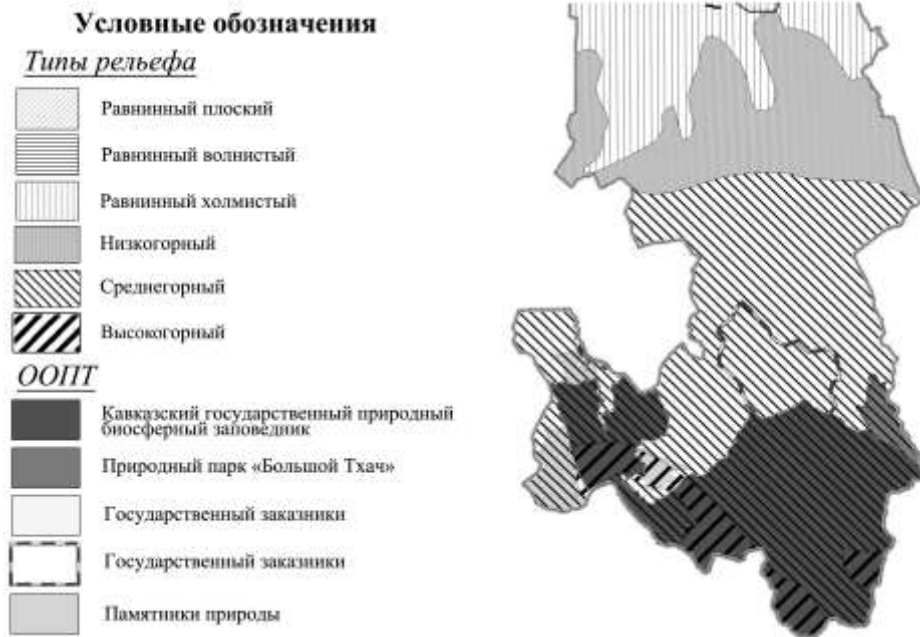 Условные обозначения
Типы рельефа
Равнинный плоский
Равнинный волнистый
Равнинный холмистый
Низкогорный
Среднегорный
Высокогорный
ООПТ
Кавказский государственный природный
биосферный заповедник
Природный парк «Большой Тхач»
Государственный заказники
Государственный заказники
Памятники природы